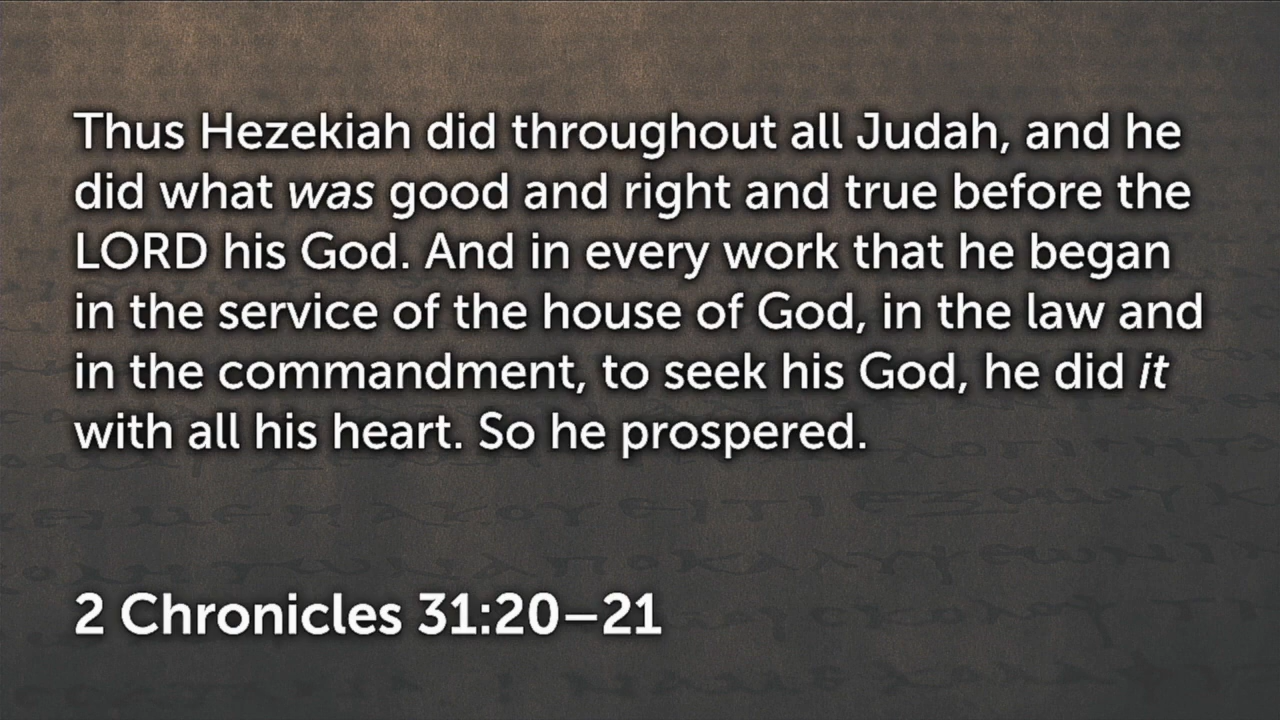 Thus Hezekiah did throughout all Judah, and he
did what was good and right and true before the
LORD his God. And in every work that he began
in the service of the house of God, in the law and
in the commandment, to seek his God, he did it
with all his heart. So he prospered.
2 Chronicles 31:20–21